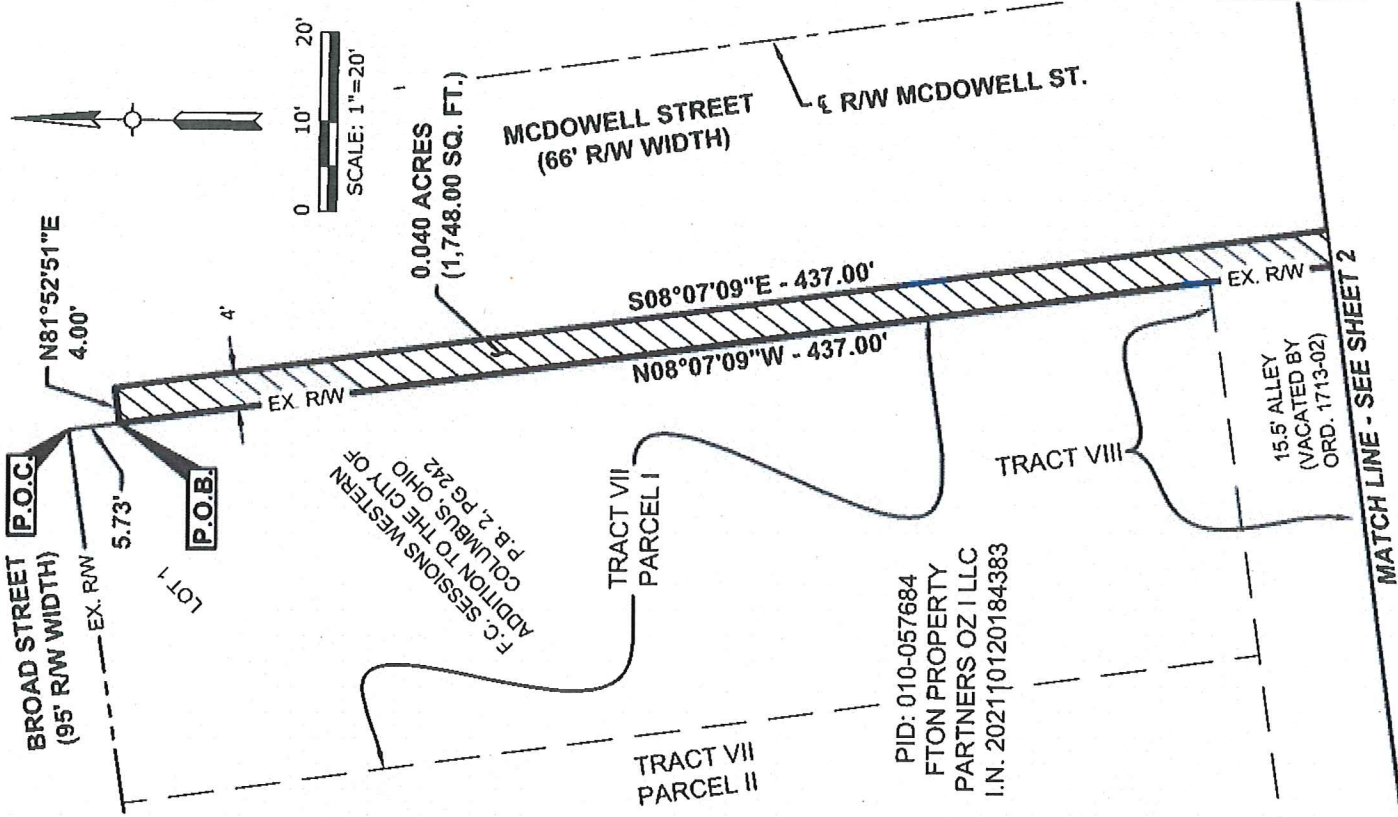 BROAD STREET
(95' R/W WIDTH)
P.O.C.
EX. R/W
5.73'
P.O.B.
LOT 1
N81°52'51"E
4.00'
4'
0 10' 20'
SCALE: 1"=20'
0.040 ACRES
(1,748.00 SQ. FT.)
MCDOWELL STREET
(66' R/W WIDTH)
℄ R/W MCDOWELL ST.
EX. R/W
S08°07'09"E - 437.00'
N08°07'09"W - 437.00'
F.C. SESSIONS WESTERN
ADDITION TO THE CITY OF
COLUMBUS, OHIO
P.B. 2, PG 242
TRACT VII
PARCEL I
TRACT VII
PARCEL II
PID: 010-057684
FTON PROPERTY
PARTNERS OZ I LLC
I.N. 202110120184383
TRACT VIII
EX. R/W
15.5' ALLEY
(VACATED BY
ORD. 1713-02)
MATCH LINE - SEE SHEET 2